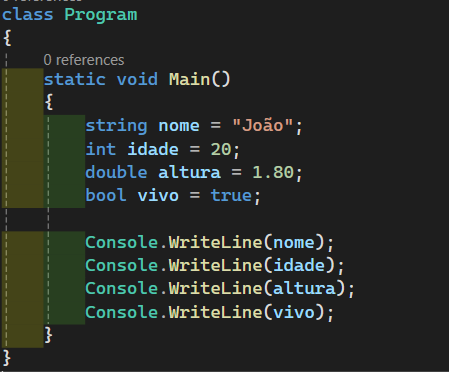 class Program
{
0 references
static void Main()
{
string nome = "João";
int idade = 20;
double altura = 1.80;
bool vivo = true;
Console.WriteLine(nome);
Console.WriteLine(idade);
Console.WriteLine(altura);
Console.WriteLine(vivo);
}
}